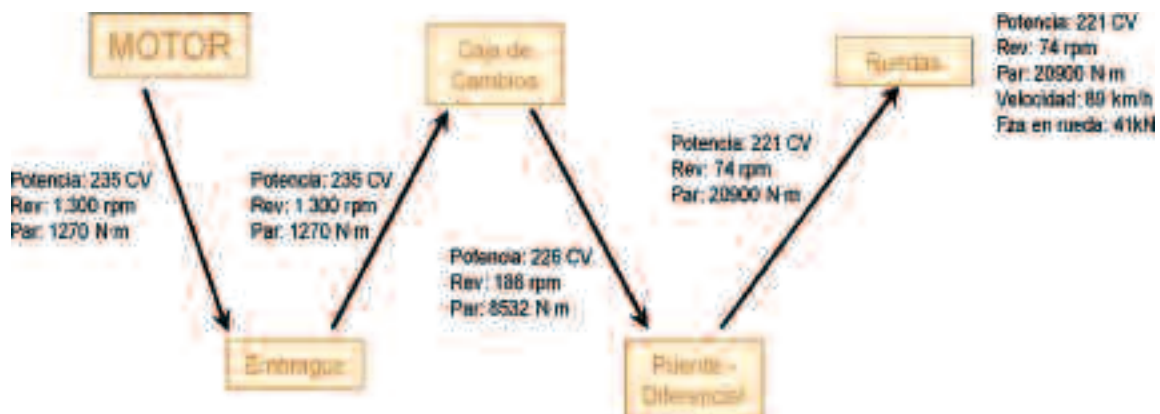 MOTOR
Potencia: 235 CV
Rev: 1.300 rpm
Par: 1270 N·m
Embrague
Potencia: 235 CV
Rev: 1.300 rpm
Par: 1270 N·m
Caja de
Cambios
Potencia: 226 CV
Rev: 186 rpm
Par: 8532 N·m
Puente -
Diferencial
Potencia: 221 CV
Rev: 74 rpm
Par: 20900 N·m
Ruedas
Potencia: 221 CV
Rev: 74 rpm
Par: 20900 N·m
Velocidad: 89 km/h
Fza en rueda: 41kN